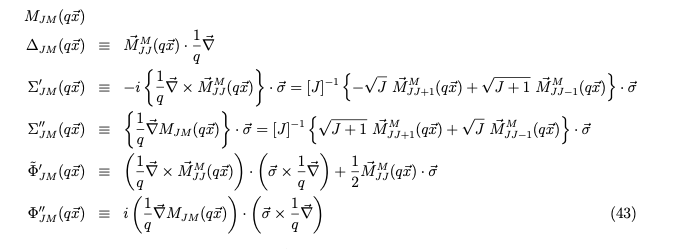 M_{JM}(q\vec{x})
\Delta_{JM}(q\vec{x}) \equiv \vec{M}_{JJ}^{M}(q\vec{x}) \cdot \frac{1}{q}\vec{\nabla}
\Sigma'_{JM}(q\vec{x}) \equiv -i \left\{ \frac{1}{q}\vec{\nabla} \times \vec{M}_{JJ}^{M}(q\vec{x}) \right\} \cdot \vec{\sigma} = [J]^{-1} \left\{ -\sqrt{J} \, \vec{M}_{JJ+1}^{M}(q\vec{x}) + \sqrt{J+1} \, \vec{M}_{JJ-1}^{M}(q\vec{x}) \right\} \cdot \vec{\sigma}
\Sigma''_{JM}(q\vec{x}) \equiv \left\{ \frac{1}{q}\vec{\nabla} M_{JM}(q\vec{x}) \right\} \cdot \vec{\sigma} = [J]^{-1} \left\{ \sqrt{J+1} \, \vec{M}_{JJ+1}^{M}(q\vec{x}) + \sqrt{J} \, \vec{M}_{JJ-1}^{M}(q\vec{x}) \right\} \cdot \vec{\sigma}
\tilde{\Phi}'_{JM}(q\vec{x}) \equiv \left( \frac{1}{q}\vec{\nabla} \times \vec{M}_{JJ}^{M}(q\vec{x}) \right) \cdot \left( \vec{\sigma} \times \frac{1}{q}\vec{\nabla} \right) + \frac{1}{2} \vec{M}_{JJ}^{M}(q\vec{x}) \cdot \vec{\sigma}
\Phi''_{JM}(q\vec{x}) \equiv i \left( \frac{1}{q}\vec{\nabla} M_{JM}(q\vec{x}) \right) \cdot \left( \vec{\sigma} \times \frac{1}{q}\vec{\nabla} \right) (43)